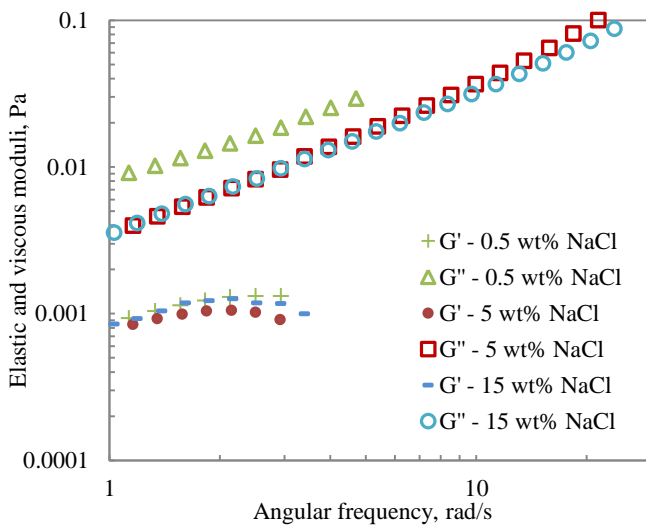 0.1
0.01
0.001
0.0001
Elastic and viscous moduli, Pa
G' - 0.5 wt% NaCl
G'' - 0.5 wt% NaCl
G' - 5 wt% NaCl
G'' - 5 wt% NaCl
G' - 15 wt% NaCl
G'' - 15 wt% NaCl
1
10
Angular frequency, rad/s